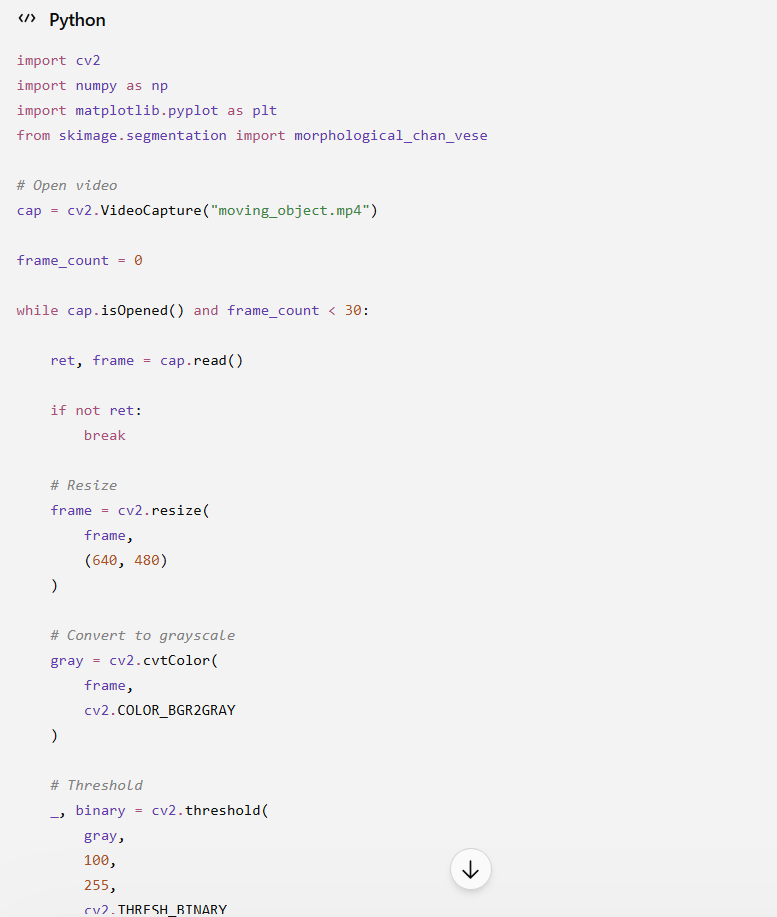 </> Python
import cv2
import numpy as np
import matplotlib.pyplot as plt
from skimage.segmentation import morphological_chan_vese
# Open video
cap = cv2.VideoCapture("moving_object.mp4")
frame_count = 0
while cap.isOpened() and frame_count < 30:
    ret, frame = cap.read()
    if not ret:
        break
    # Resize
    frame = cv2.resize(
        frame,
        (640, 480)
    )
    # Convert to grayscale
    gray = cv2.cvtColor(
        frame,
        cv2.COLOR_BGR2GRAY
    )
    # Threshold
    _, binary = cv2.threshold(
        gray,
        100,
        255,
        cv2.THRESH_BINARY